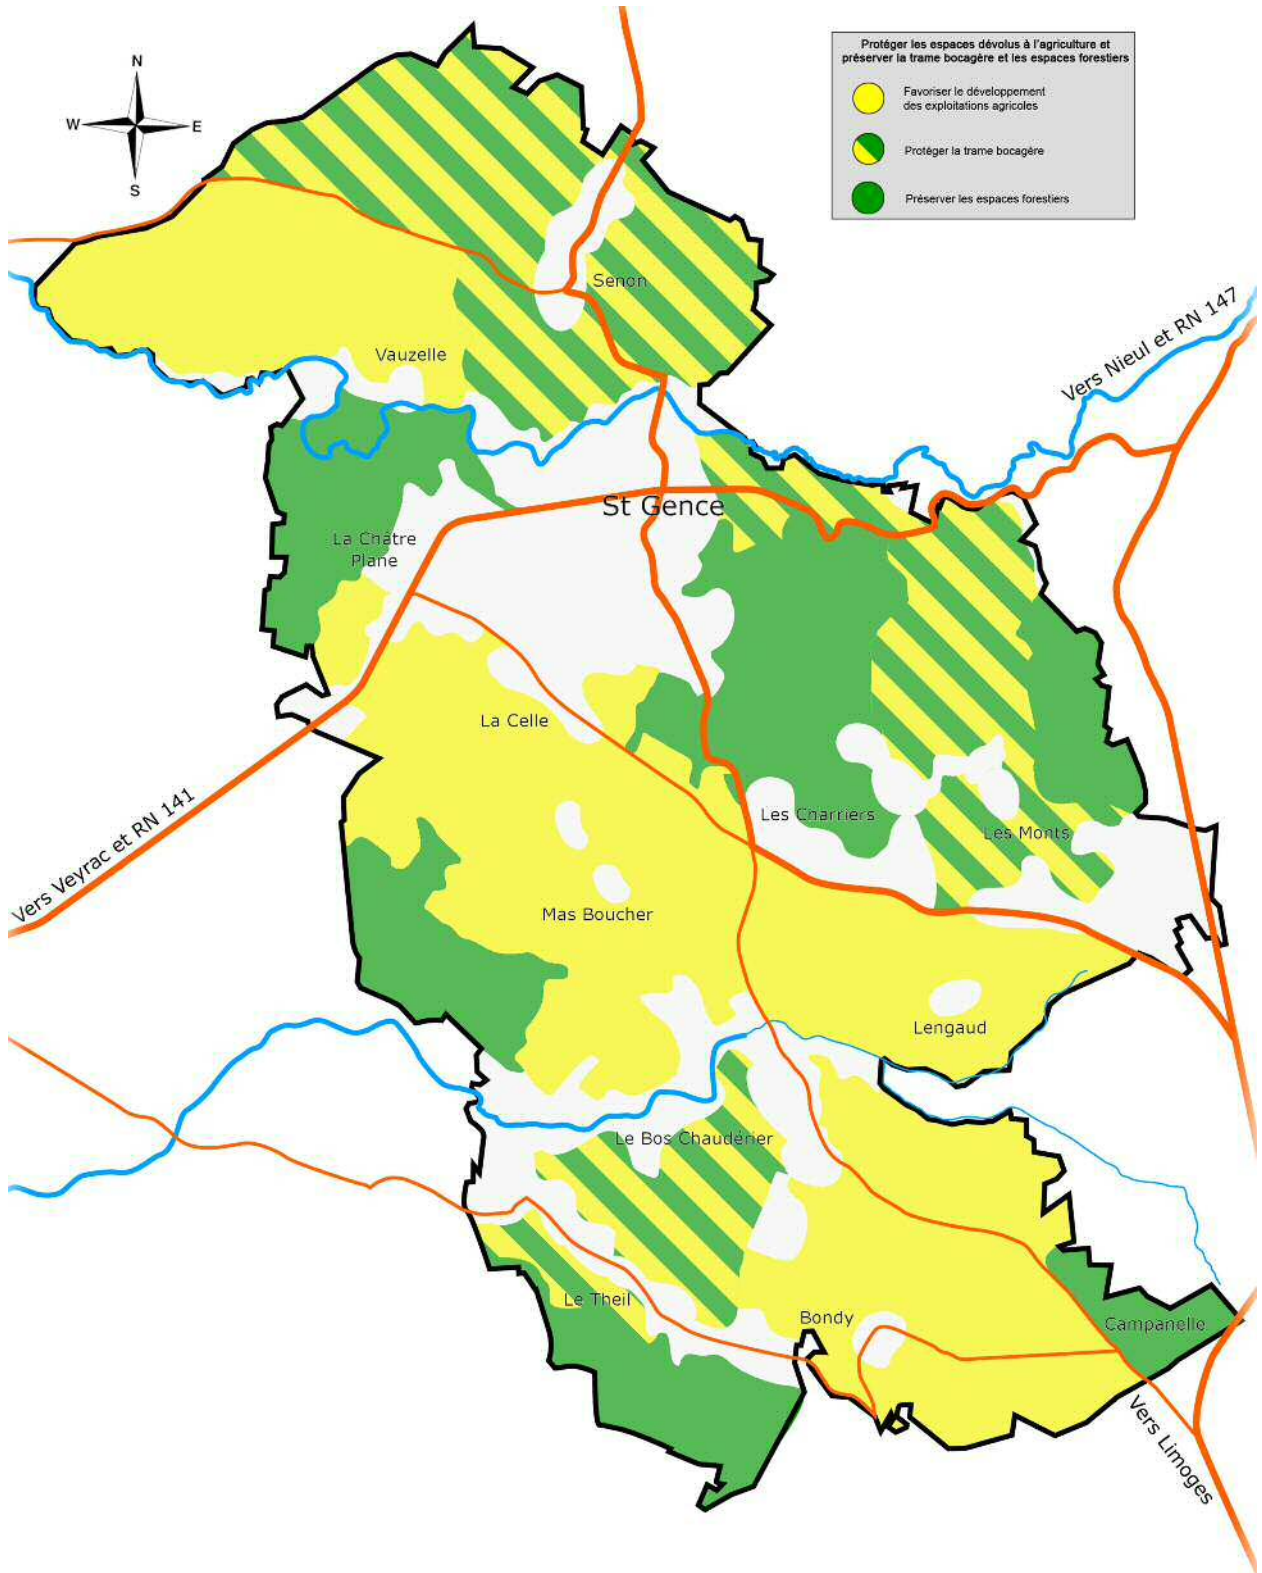 Protéger les espaces dévolus à l'agriculture et
préserver la trame bocagère et les espaces forestiers
Favoriser le développement
des exploitations agricoles
Protéger la trame bocagère
Préserver les espaces forestiers
N
W
E
S
Senon
Vers Nieul et RN 147
Vauzelle
St Gence
La Châtre
Plane
La Celle
Vers Veyrac et RN 141
Les Charriers
Les Monts
Mas Boucher
Lengaud
Le Bos Chaudérier
Le Theil
Bondy
Campanelle
Vers Limoges